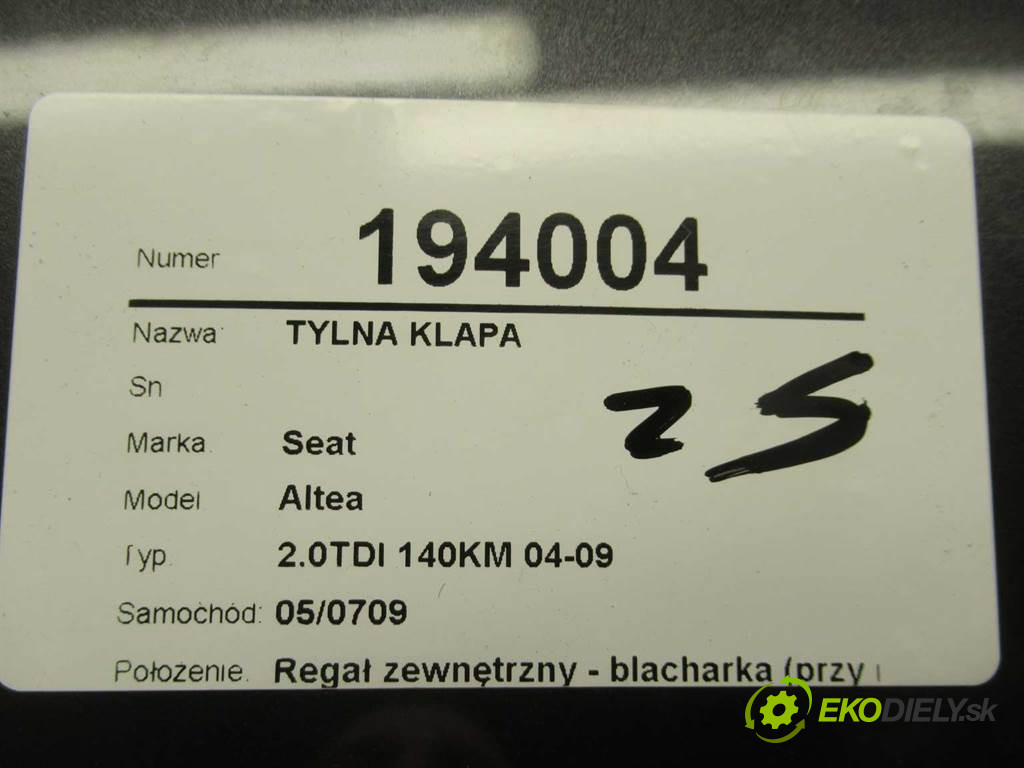 Numer 194004
Nazwa: TYLNA KLAPA
Sn
Marka. Seat
Model Altea
Typ. 2.0TDI 140KM 04-09
Samochód: 05/0709
Położenie. Regał zewnętrzny - blacharka (przy
25
EKODIELY.sk